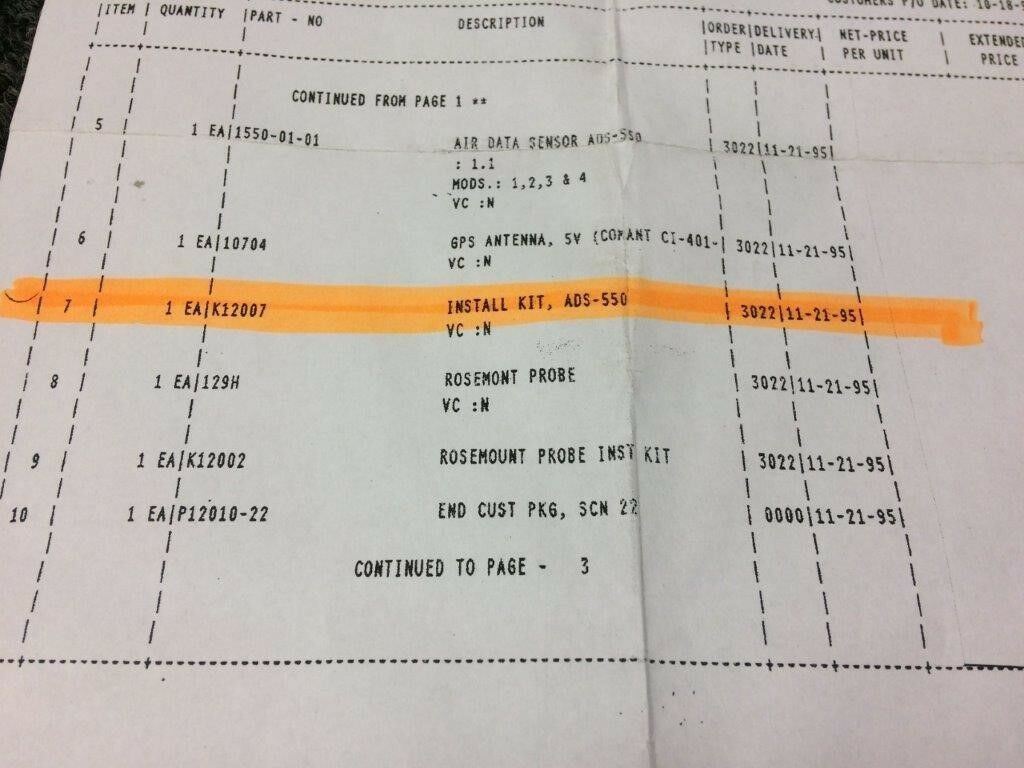 CUSTOMERS P/O DATE: 10-18-
|ITEM | QUANTITY |PART - NO DESCRIPTION |ORDER|DELIVERY| NET-PRICE | EXTENDED
|TYPE |DATE PER UNIT | PRICE
CONTINUED FROM PAGE 1 **
5 | 1 EA|1550-01-01 AIR DATA SENSOR ADS-550 | 3022|11-21-95|
: 1.1
MODS.: 1,2,3 & 4
VC :N
6 | 1 EA|10704 GPS ANTENNA, 5V (COMANT CI-401-| 3022|11-21-95|
VC :N
7 | 1 EA|K12007 INSTALL KIT, ADS-550 | 3022|11-21-95|
VC :N
8 | 1 EA|129H ROSEMONT PROBE | 3022|11-21-95|
VC :N
| 9 | 1 EA|K12002 ROSEMOUNT PROBE INST KIT | 3022|11-21-95|
10 | 1 EA|P12010-22 END CUST PKG, SCN 22 | 0000|11-21-95|
CONTINUED TO PAGE - 3